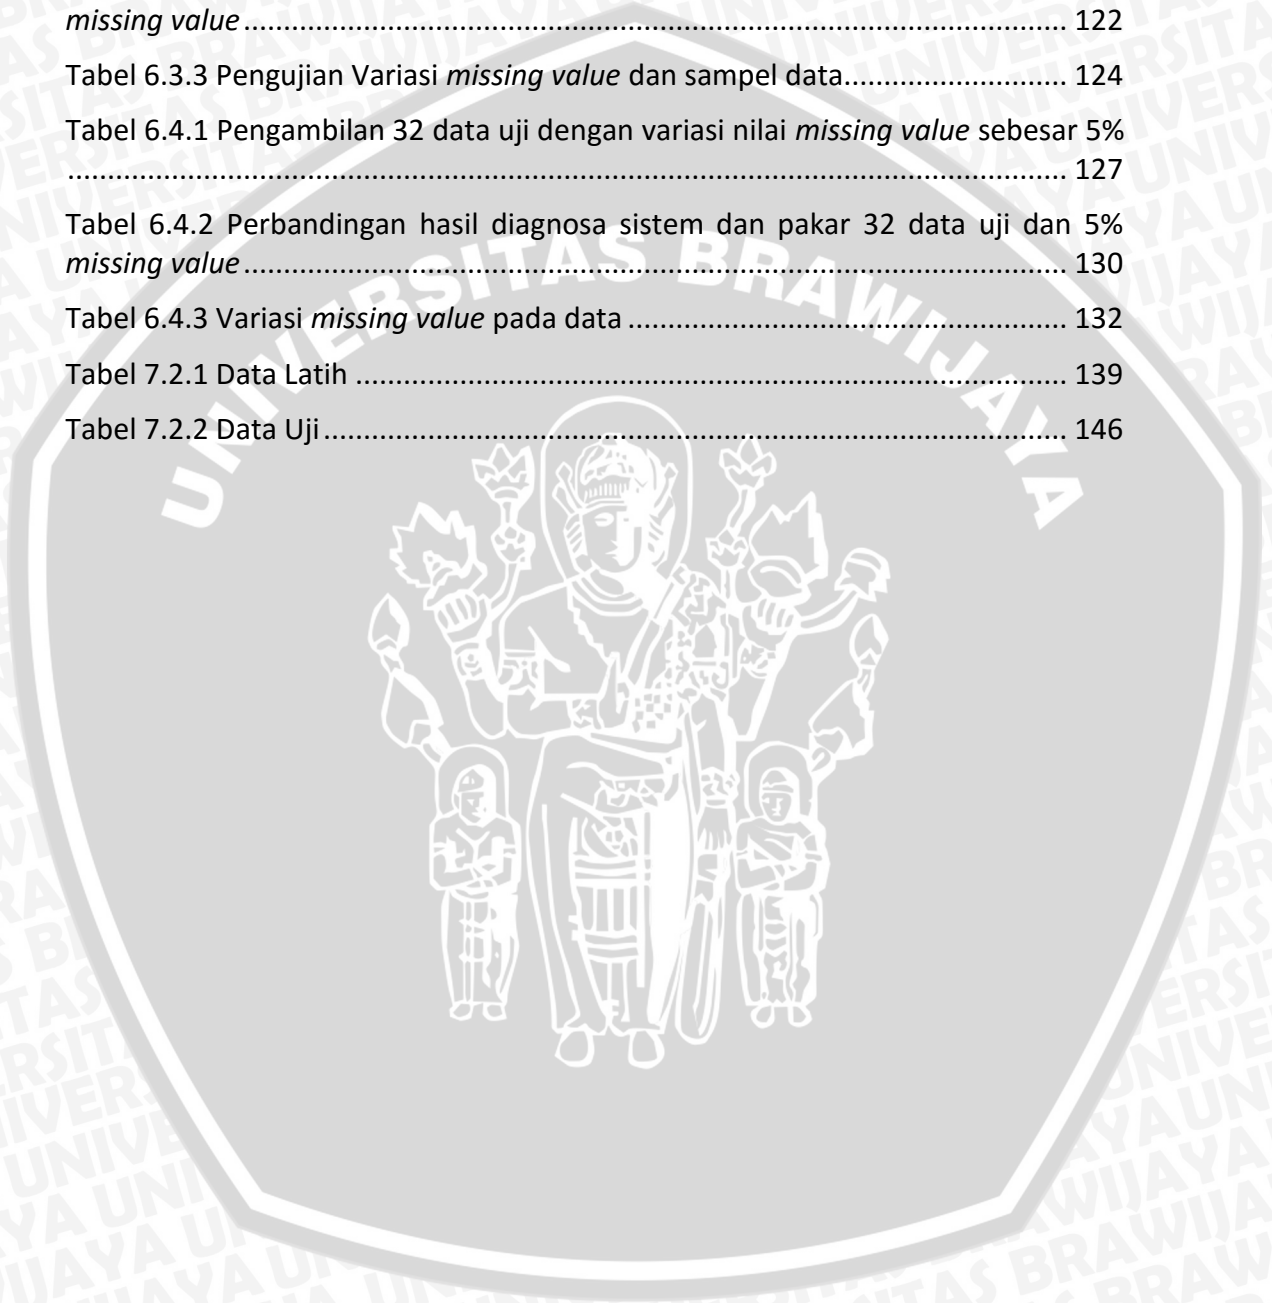 missing value........................................................................................................ 122
Tabel 6.3.3 Pengujian Variasi missing value dan sampel data............................ 124
Tabel 6.4.1 Pengambilan 32 data uji dengan variasi nilai missing value sebesar 5%
............................................................................................................................... 127
Tabel 6.4.2 Perbandingan hasil diagnosa sistem dan pakar 32 data uji dan 5%
missing value........................................................................................................ 130
Tabel 6.4.3 Variasi missing value pada data ....................................................... 132
Tabel 7.2.1 Data Latih .......................................................................................... 139
Tabel 7.2.2 Data Uji.............................................................................................. 146
UNIVERSITAS BRAWIJAYA